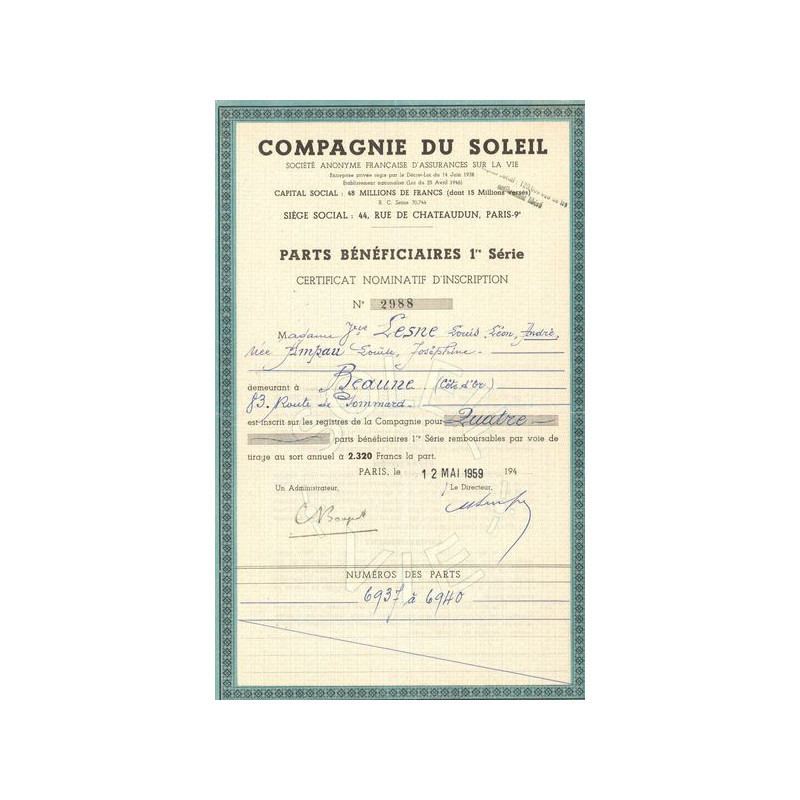 COMPAGNIE DU SOLEIL
SOCIÉTÉ ANONYME FRANÇAISE D'ASSURANCES SUR LA VIE
Entreprise privée régie par le Décret-Loi du 14 Juin 1938
Etablissement nationalisé (Loi du 25 Avril 1946)
CAPITAL SOCIAL : 48 MILLIONS DE FRANCS (dont 15 Millions versés)
R. C. Seine 70.746
SIÈGE SOCIAL : 44, RUE DE CHATEAUDUN, PARIS-9e
PARTS BÉNÉFICIAIRES 1re Série
CERTIFICAT NOMINATIF D'INSCRIPTION
N° 2988
Madame Lesne Louis, Léon, André,
née Ampau Louise, Joséphine
demeurant à Beaune (Côte d'Or)
83. Route de Pommard
est inscrit sur les registres de la Compagnie pour Quatre
parts bénéficiaires 1re Série remboursables par voie de
tirage au sort annuel à 2.320 Francs la part.
PARIS, le 12 MAI 1959 194
Un Administrateur, Le Directeur,
SOLEIL
VIE
NUMÉROS DES PARTS
6937 à 6940